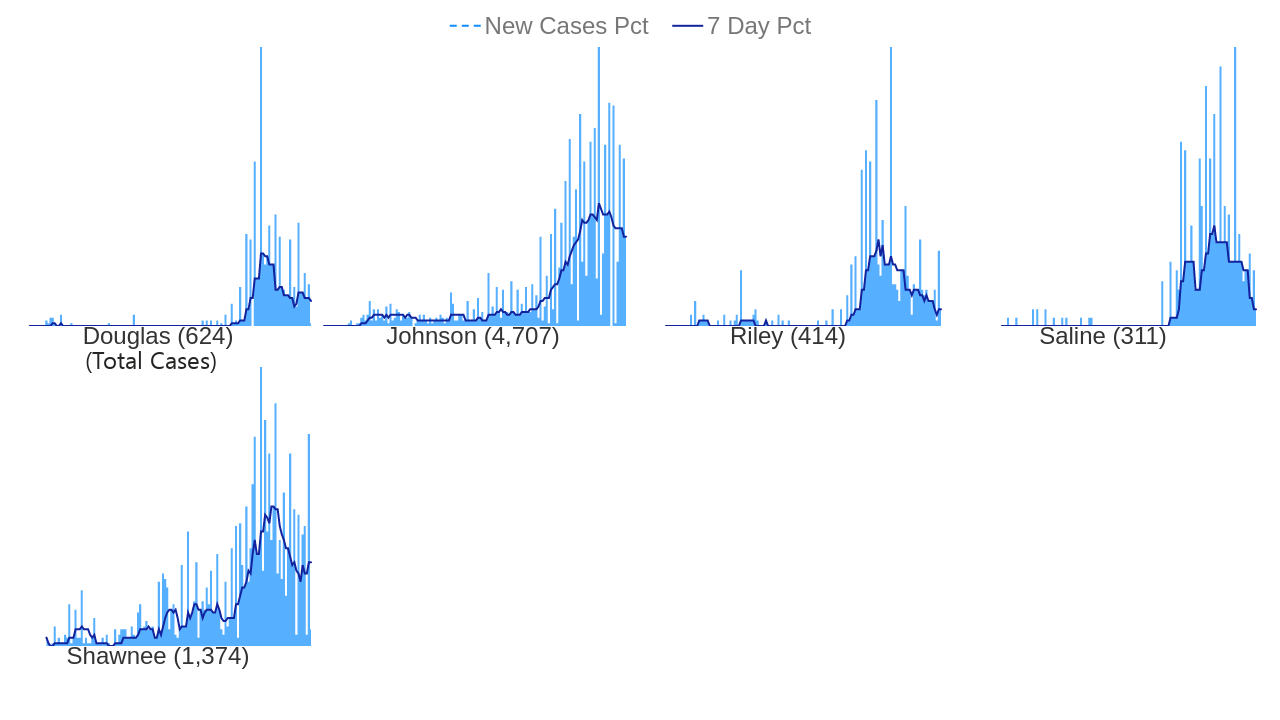 New Cases Pct 7 Day Pct
Douglas (624) Johnson (4,707) Riley (414) Saline (311)
(Total Cases)
Shawnee (1,374)